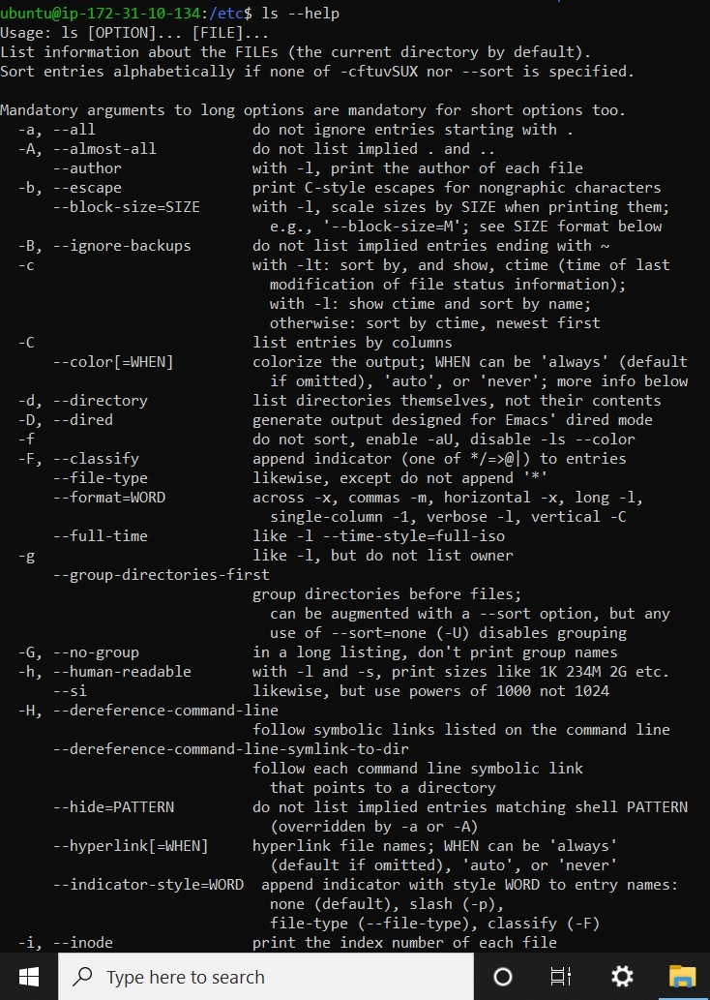 ubuntu@ip-172-31-10-134:/etc$ ls --help
Usage: ls [OPTION]... [FILE]...
List information about the FILEs (the current directory by default).
Sort entries alphabetically if none of -cftuvSUX nor --sort is specified.

Mandatory arguments to long options are mandatory for short options too.
  -a, --all                  do not ignore entries starting with .
  -A, --almost-all           do not list implied . and ..
      --author               with -l, print the author of each file
  -b, --escape               print C-style escapes for nongraphic characters
      --block-size=SIZE      with -l, scale sizes by SIZE when printing them;
                               e.g., '--block-size=M'; see SIZE format below
  -B, --ignore-backups       do not list implied entries ending with ~
  -c                         with -lt: sort by, and show, ctime (time of last
                               modification of file status information);
                               with -l: show ctime and sort by name;
                               otherwise: sort by ctime, newest first
  -C                         list entries by columns
      --color[=WHEN]         colorize the output; WHEN can be 'always' (default
                               if omitted), 'auto', or 'never'; more info below
  -d, --directory            list directories themselves, not their contents
  -D, --dired                generate output designed for Emacs' dired mode
  -f                         do not sort, enable -aU, disable -ls --color
  -F, --classify             append indicator (one of */=>@|) to entries
      --file-type            likewise, except do not append '*'
      --format=WORD          across -x, commas -m, horizontal -x, long -l,
                               single-column -1, verbose -l, vertical -C
      --full-time            like -l --time-style=full-iso
  -g                         like -l, but do not list owner
      --group-directories-first
                             group directories before files;
                               can be augmented with a --sort option, but any
                               use of --sort=none (-U) disables grouping
  -G, --no-group             in a long listing, don't print group names
  -h, --human-readable       with -l and -s, print sizes like 1K 234M 2G etc.
      --si                   likewise, but use powers of 1000 not 1024
  -H, --dereference-command-line
                             follow symbolic links listed on the command line
      --dereference-command-line-symlink-to-dir
                             follow each command line symbolic link
                               that points to a directory
      --hide=PATTERN         do not list implied entries matching shell PATTERN
                               (overridden by -a or -A)
      --hyperlink[=WHEN]     hyperlink file names; WHEN can be 'always'
                               (default if omitted), 'auto', or 'never'
      --indicator-style=WORD  append indicator with style WORD to entry names:
                               none (default), slash (-p),
                               file-type (--file-type), classify (-F)
  -i, --inode                print the index number of each file
Type here to search